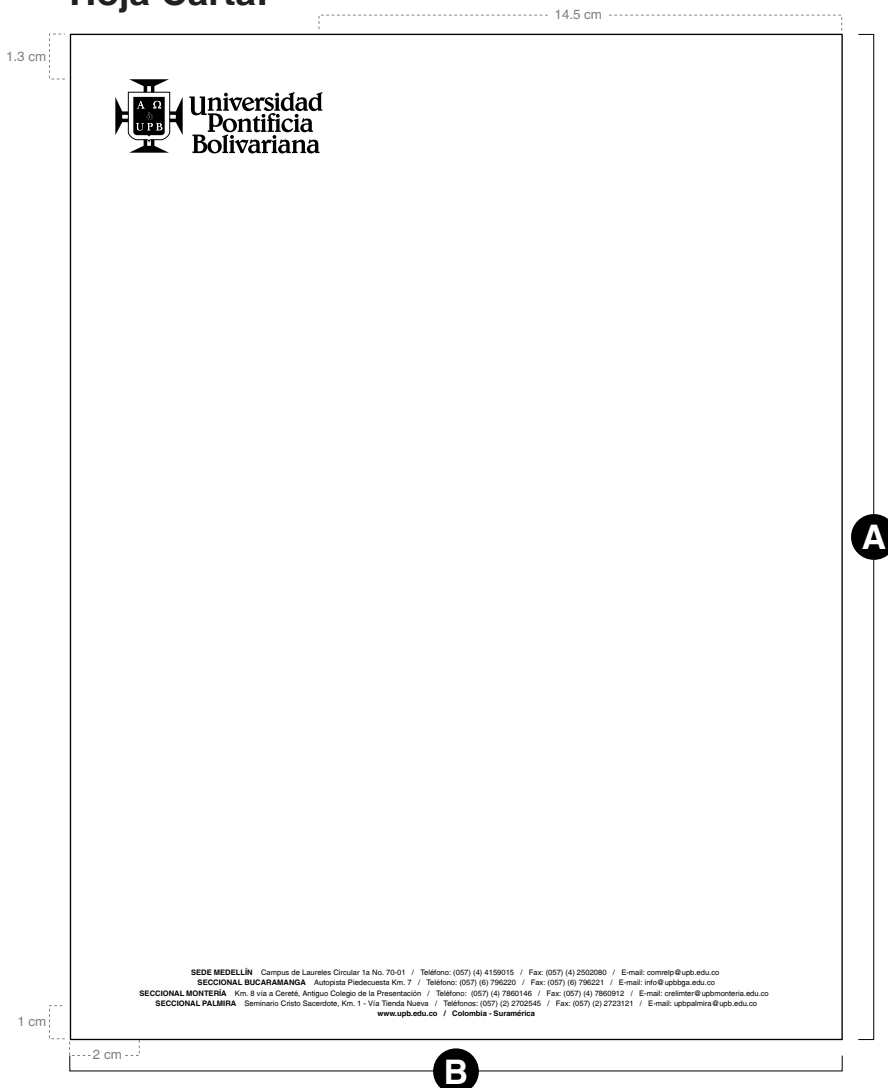 Hoja Carta.
14.5 cm
1.3 cm
Α Ω
UPB
Universidad
Pontificia
Bolivariana
A
SEDE MEDELLÍN Campus de Laureles Circular 1a No. 70-01 / Teléfono: (057) (4) 4159015 / Fax: (057) (4) 2502080 / E-mail: comrelp@upb.edu.co
SECCIONAL BUCARAMANGA Autopista Piedecuesta Km. 7 / Teléfono: (057) (6) 796220 / Fax: (057) (6) 796221 / E-mail: info@upbbga.edu.co
SECCIONAL MONTERÍA Km. 8 vía a Cereté, Antiguo Colegio de la Presentación / Teléfono: (057) (4) 7860146 / Fax: (057) (4) 7860912 / E-mail: crelimter@upbmonteria.edu.co
SECCIONAL PALMIRA Seminario Cristo Sacerdote, Km. 1 - Vía Tienda Nueva / Teléfonos: (057) (2) 2702545 / Fax: (057) (2) 2723121 / E-mail: upbpalmira@upb.edu.co
www.upb.edu.co / Colombia - Suramérica
1 cm
2 cm
B